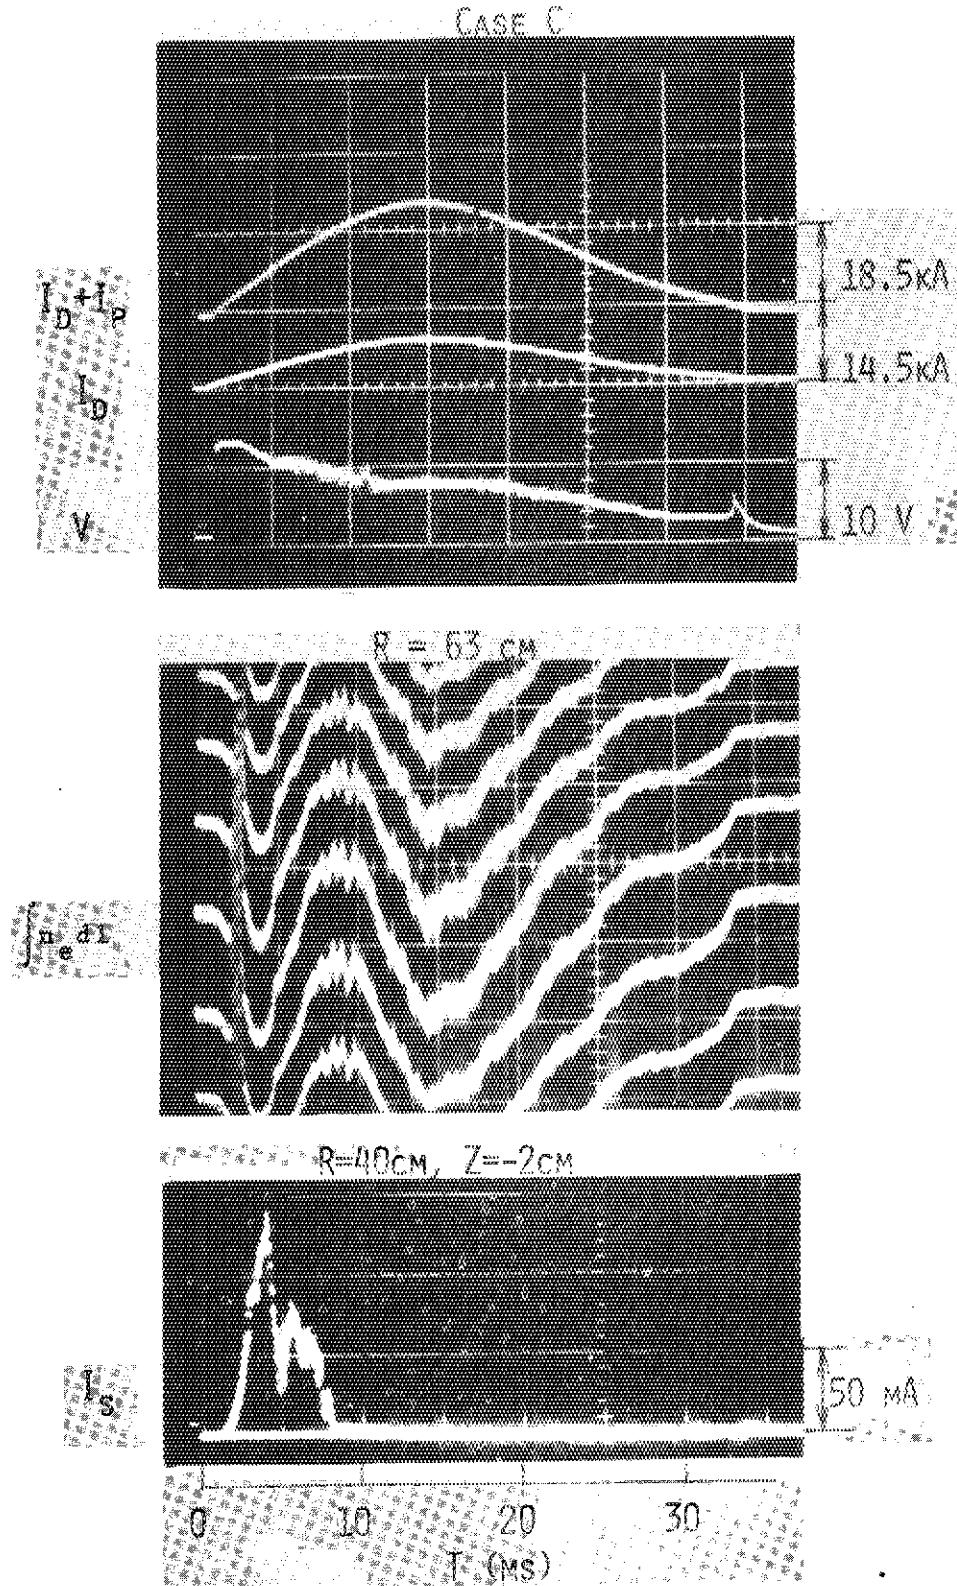 CASE C
I_D+I_P
18.5KA
I_D
14.5KA
V
10 V
R = 63 CM
∫n_e dl
R=40CM, Z=-2CM
I_S
50 MA
0 10 20 30
T (MS)